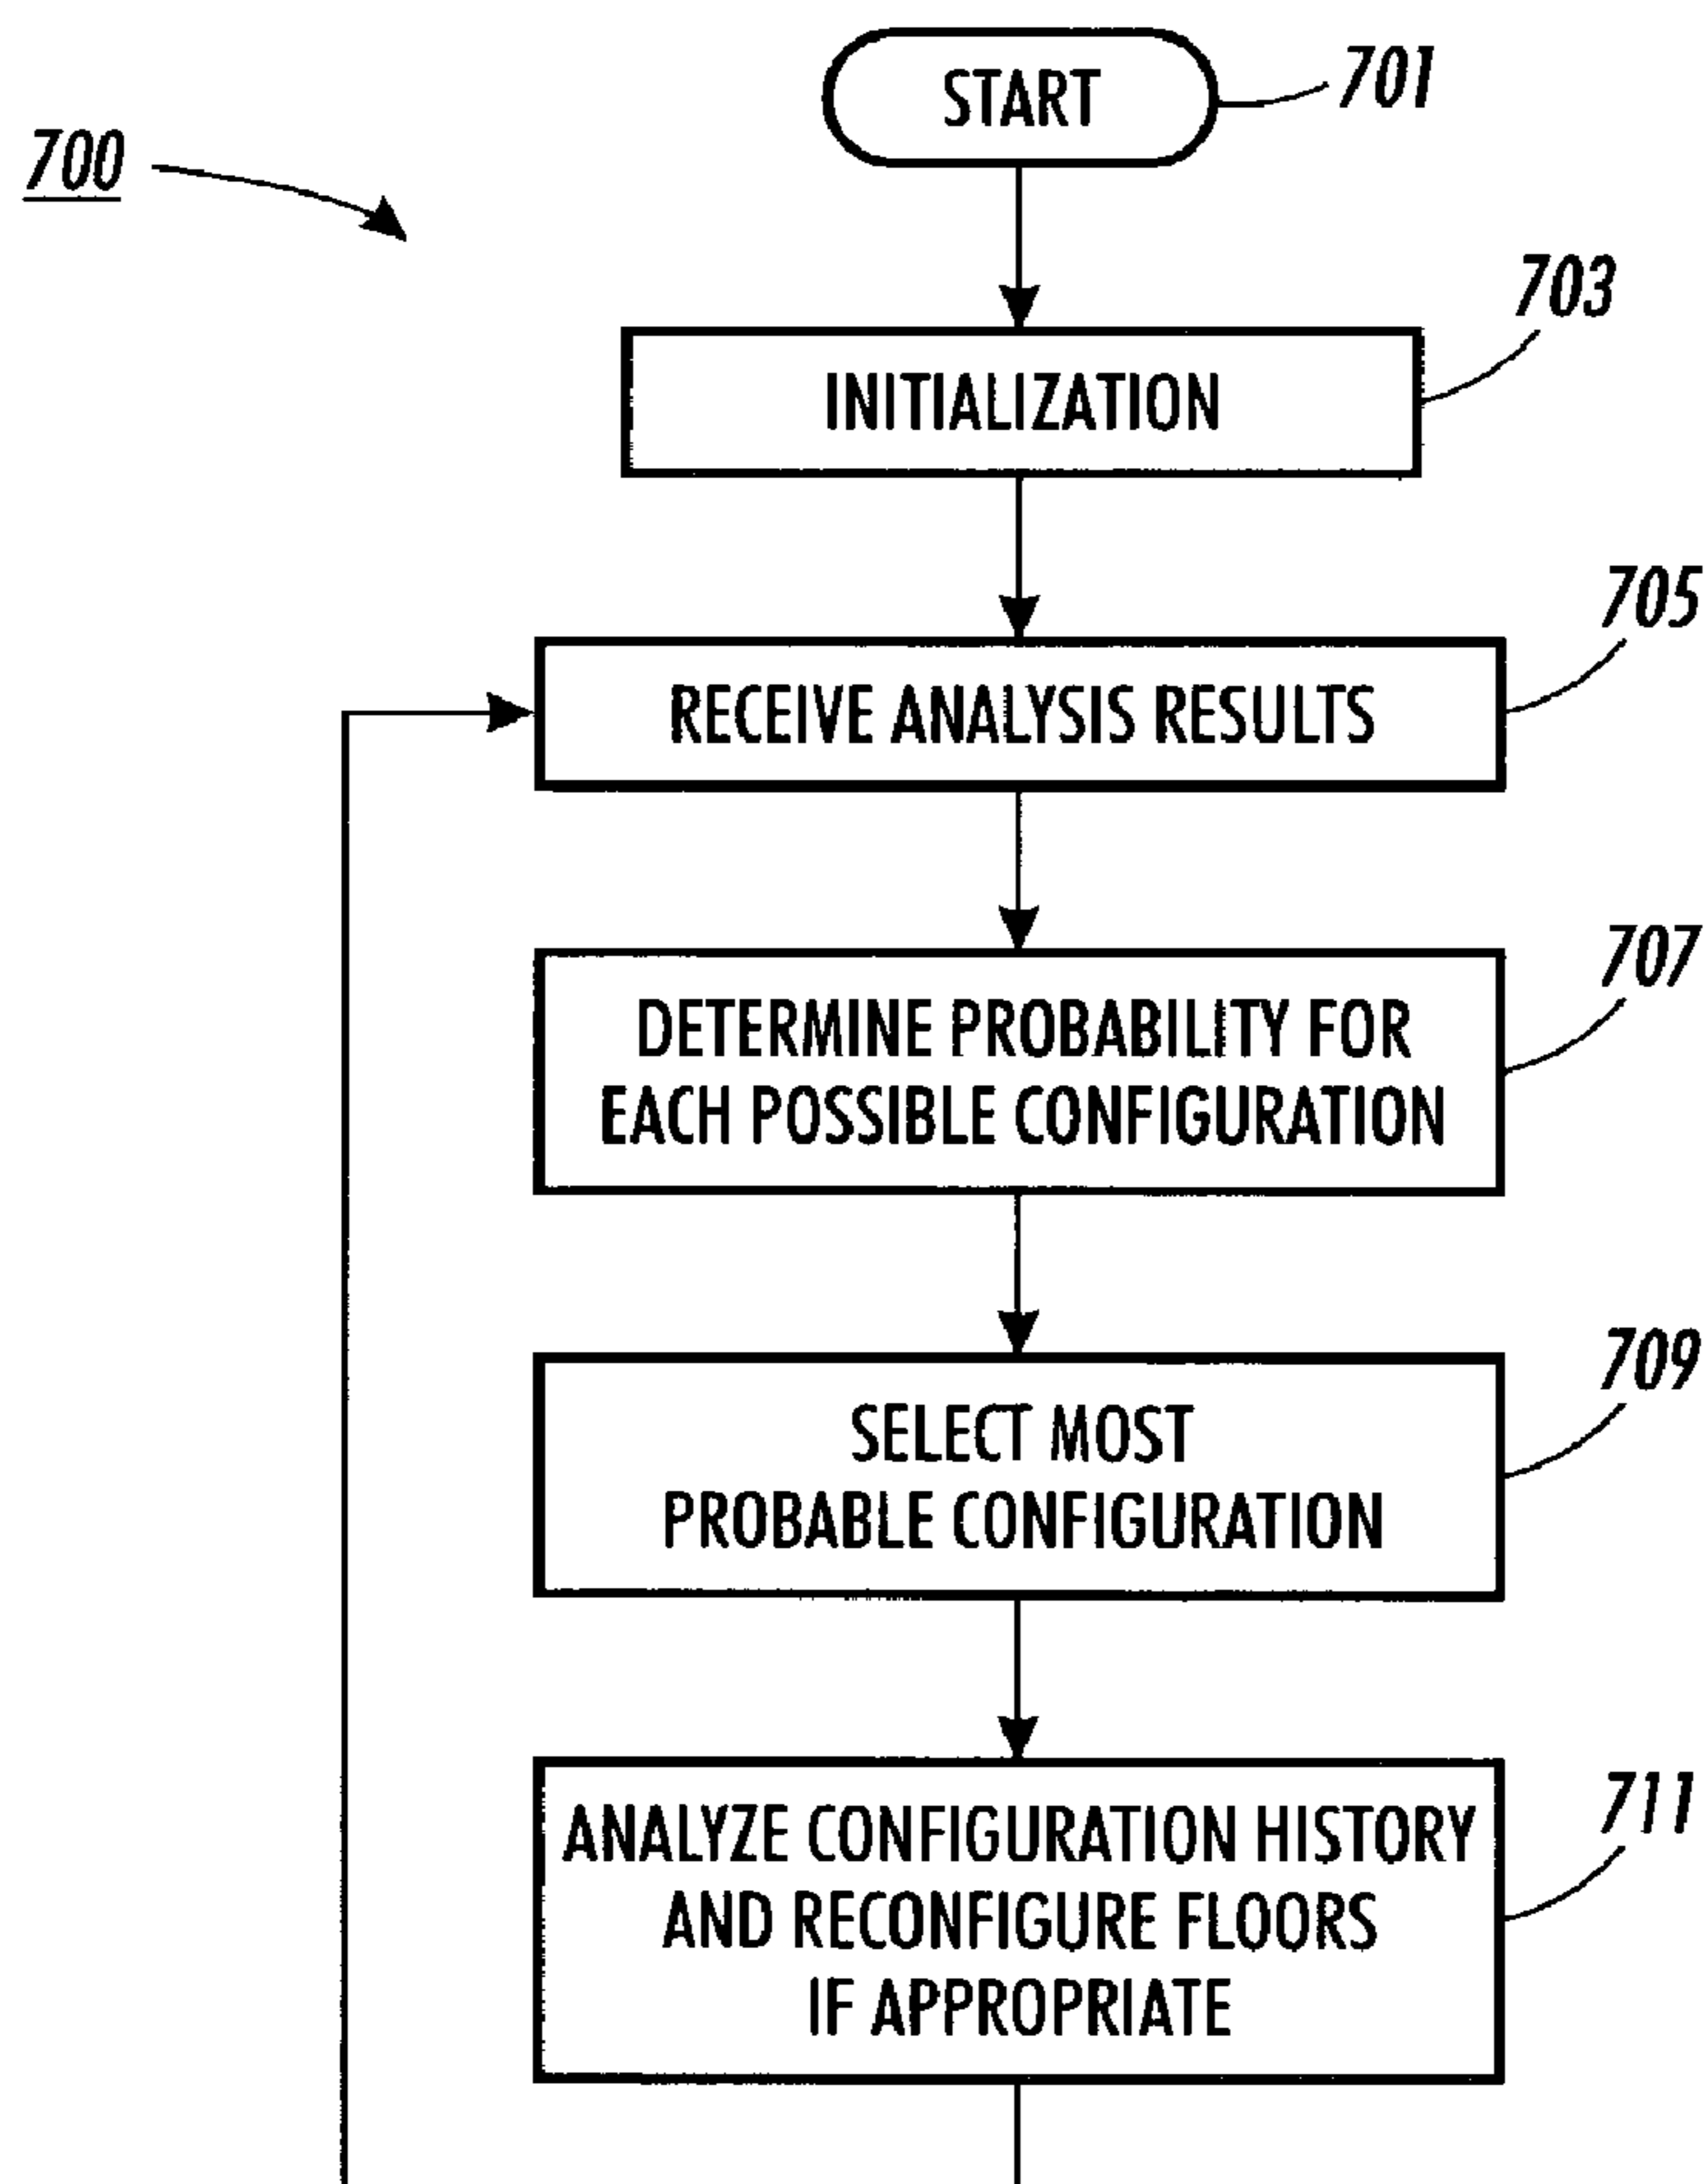 START
701
700
703
INITIALIZATION
705
RECEIVE ANALYSIS RESULTS
707
DETERMINE PROBABILITY FOR
EACH POSSIBLE CONFIGURATION
709
SELECT MOST
PROBABLE CONFIGURATION
711
ANALYZE CONFIGURATION HISTORY
AND RECONFIGURE FLOORS
IF APPROPRIATE